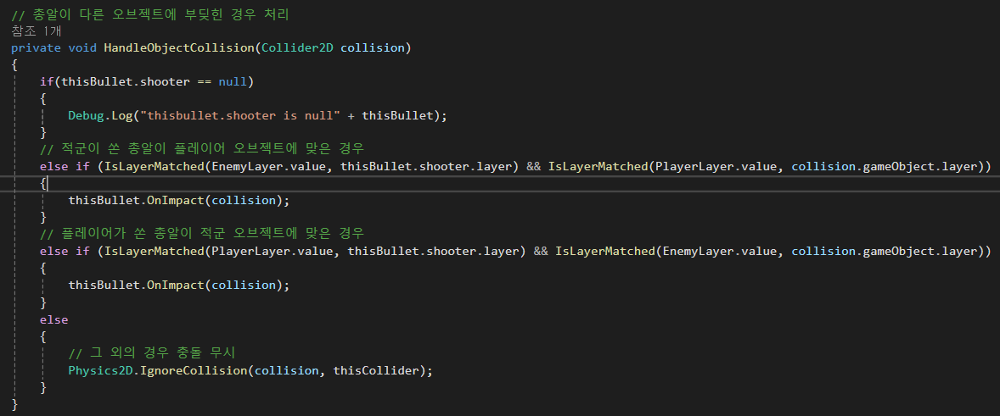 // 총알이 다른 오브젝트에 부딪힌 경우 처리
참조 1개
private void HandleObjectCollision(Collider2D collision)
{
if(thisBullet.shooter == null)
{
Debug.Log("thisbullet.shooter is null" + thisBullet);
}
// 적군이 쏜 총알이 플레이어 오브젝트에 맞은 경우
else if (IsLayerMatched(EnemyLayer.value, thisBullet.shooter.layer) && IsLayerMatched(PlayerLayer.value, collision.gameObject.layer))
{
thisBullet.OnImpact(collision);
}
// 플레이어가 쏜 총알이 적군 오브젝트에 맞은 경우
else if (IsLayerMatched(PlayerLayer.value, thisBullet.shooter.layer) && IsLayerMatched(EnemyLayer.value, collision.gameObject.layer))
{
thisBullet.OnImpact(collision);
}
else
{
// 그 외의 경우 충돌 무시
Physics2D.IgnoreCollision(collision, thisCollider);
}
}